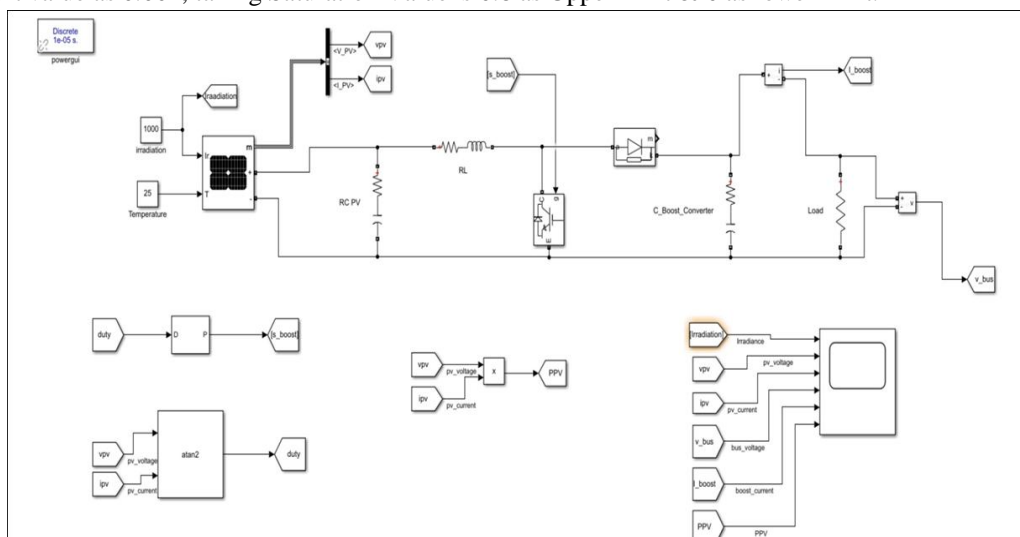 Discrete
1e-05 s.
powergui
<V_PV>
vpv
<I_PV>
ipv
[s_boost]
i
+
-
I_boost
Iraadiation
1000
irradiation
Ir
m
+
T
-
25
Temperature
RL
RC PV
g
C
E
m
a
k
C_Boost_Converter
Load
+
-
v
v_bus
duty
D
P
[s_boost]
vpv
pv_voltage
ipv
pv_current
x
PPV
vpv
pv_voltage
ipv
pv_current
atan2
duty
[Irradiation]
Irradiance
vpv
pv_voltage
ipv
pv_current
v_bus
bus_voltage
I_boost
boost_current
PPV
PPV